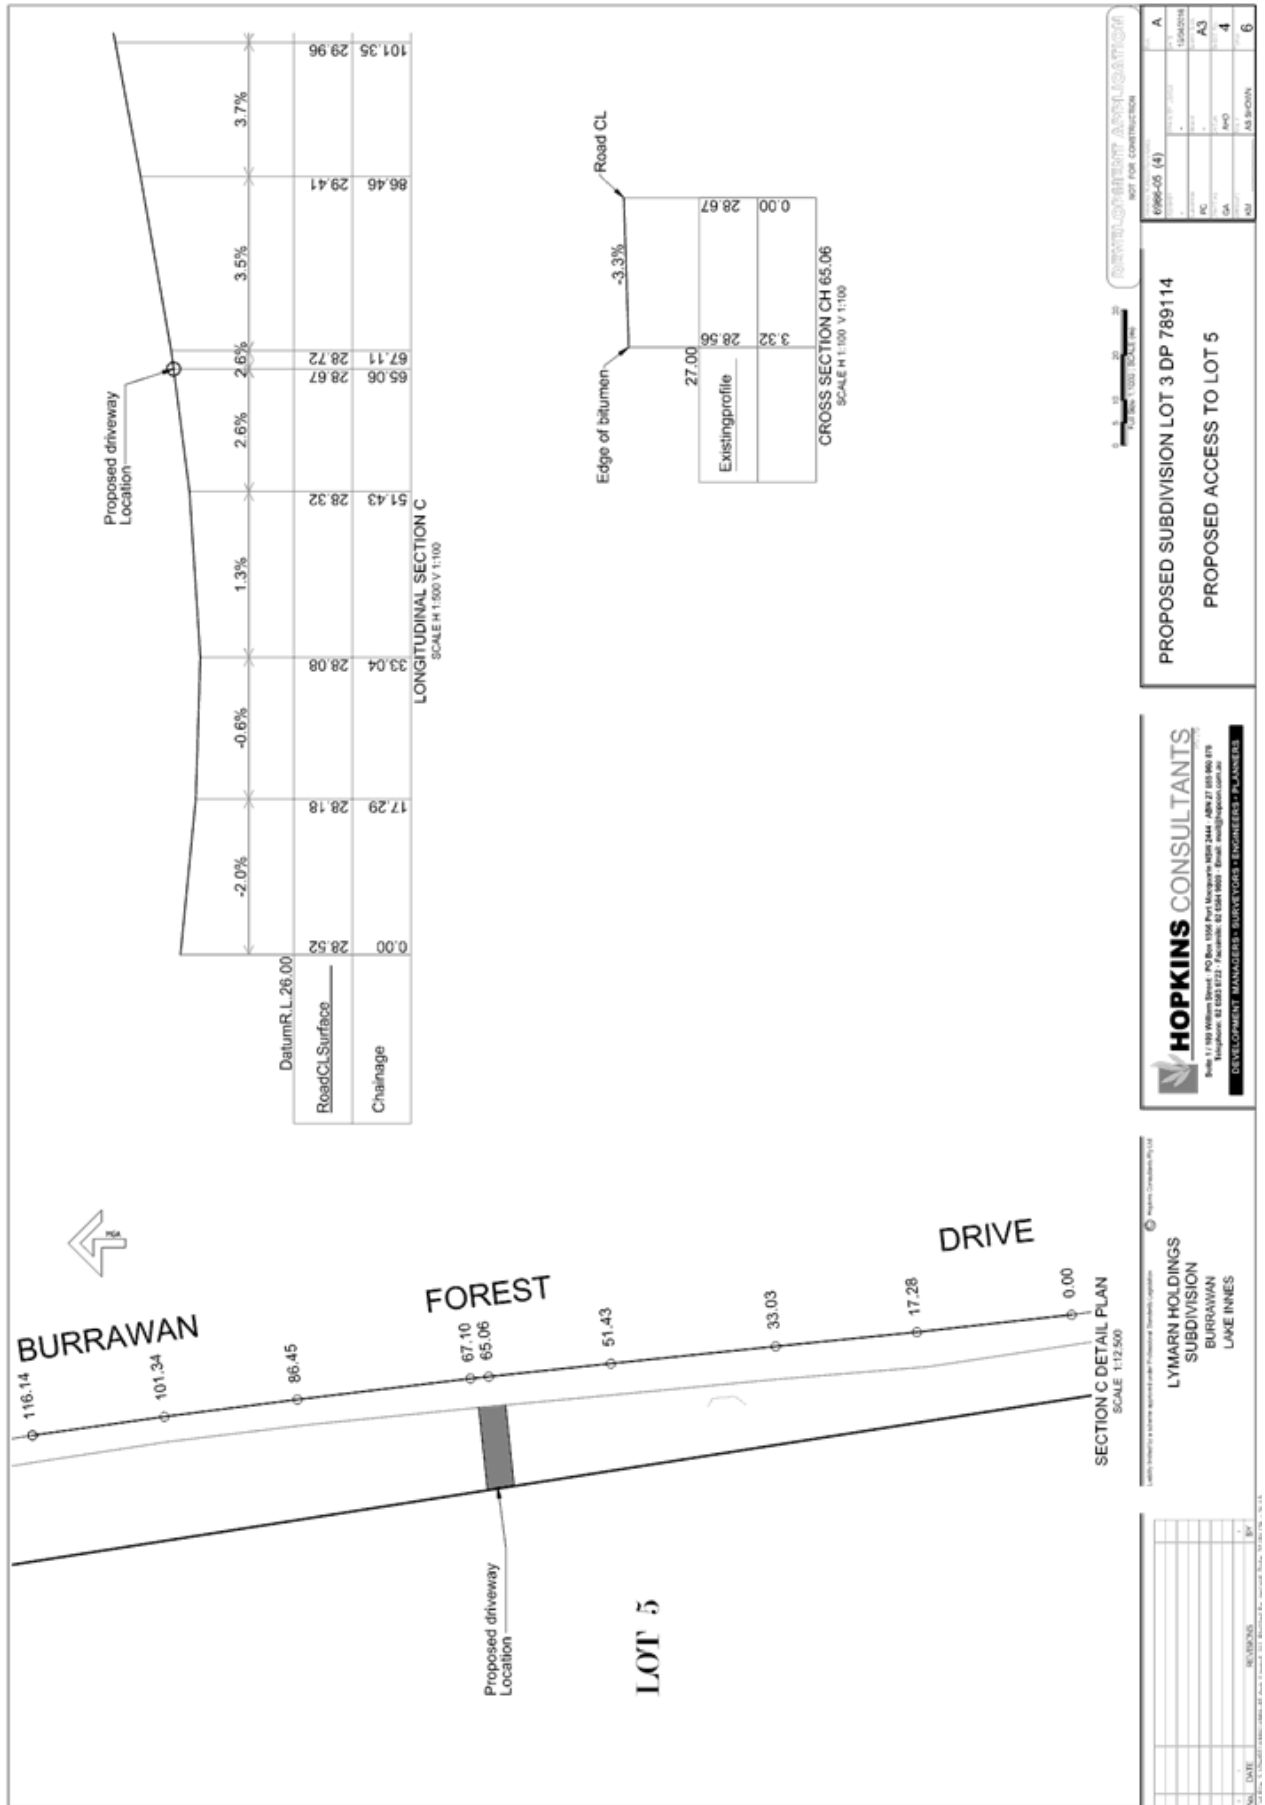 BURRAWAN
FOREST
DRIVE
116.14
101.34
86.45
67.10
65.06
51.43
33.03
17.28
0.00
Proposed driveway
Location
LOT 5
SECTION C DETAIL PLAN
SCALE 1:12,500
Proposed driveway
Location
-2.0%
-0.6%
1.3%
2.6%
2.6%
3.5%
3.7%
DatumR.L.26.00
RoadCLSurface
28.52
28.18
28.08
28.32
28.67
28.72
29.41
29.96
Chainage
0.00
17.29
33.04
51.43
65.06
67.11
86.46
101.35
LONGITUDINAL SECTION C
SCALE H 1:500 V 1:100
Edge of bitumen
-3.3%
Road CL
27.00
Existingprofile
28.56
28.67
3.32
0.00
CROSS SECTION CH 65.06
SCALE H 1:100 V 1:100
DEVELOPMENT APPLICATION
NOT FOR CONSTRUCTION
REVISIONS
DATE
BY
LYMARN HOLDINGS
SUBDIVISION
BURRAWAN
LAKE INNES
HOPKINS CONSULTANTS
DEVELOPMENT MANAGERS - SURVEYORS - ENGINEERS - PLANNERS
PROPOSED SUBDIVISION LOT 3 DP 789114
PROPOSED ACCESS TO LOT 5
6986-05 (4)
A
PC
A3
GA
4
AS SHOWN
6